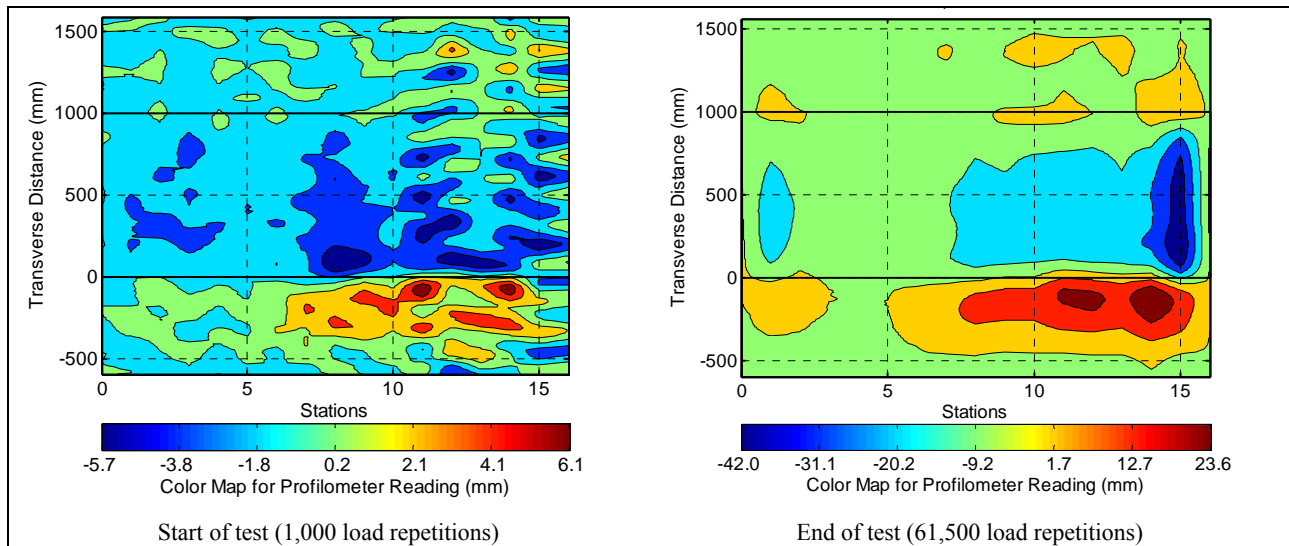 1500
1000
500
0
-500
Transverse Distance (mm)
0 5 10 15
Stations
-5.7 -3.8 -1.8 0.2 2.1 4.1 6.1
Color Map for Profilometer Reading (mm)
Start of test (1,000 load repetitions)
1500
1000
500
0
-500
Transverse Distance (mm)
0 5 10 15
Stations
-42.0 -31.1 -20.2 -9.2 1.7 12.7 23.6
Color Map for Profilometer Reading (mm)
End of test (61,500 load repetitions)